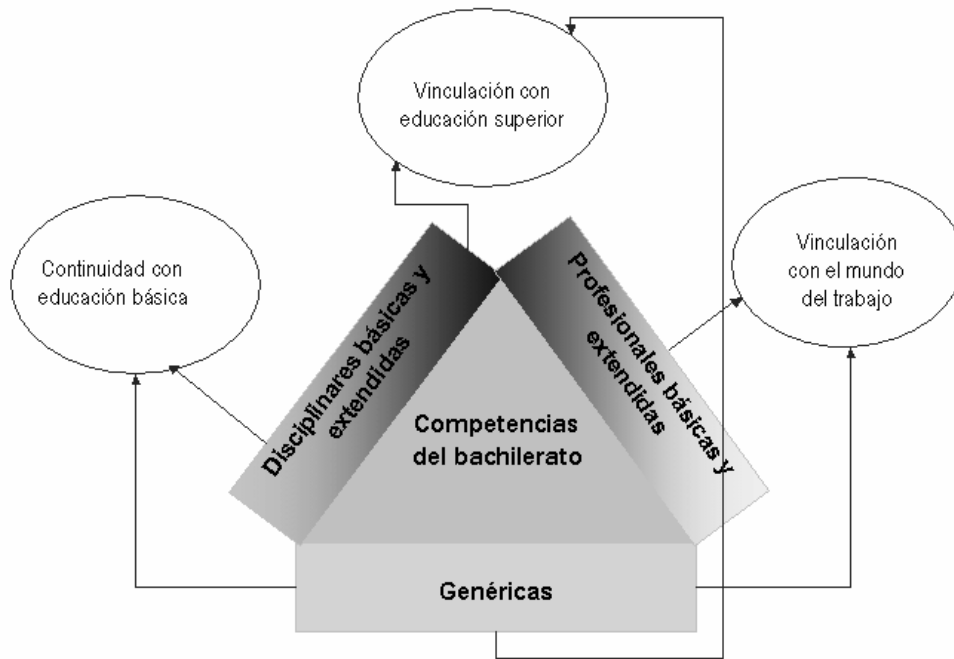 Vinculación con
educación superior
Continuidad con
educación básica
Vinculación
con el mundo
del trabajo
Disciplinares básicas y
extendidas
Profesionales básicas y
extendidas
Competencias
del bachilerato
Genéricas